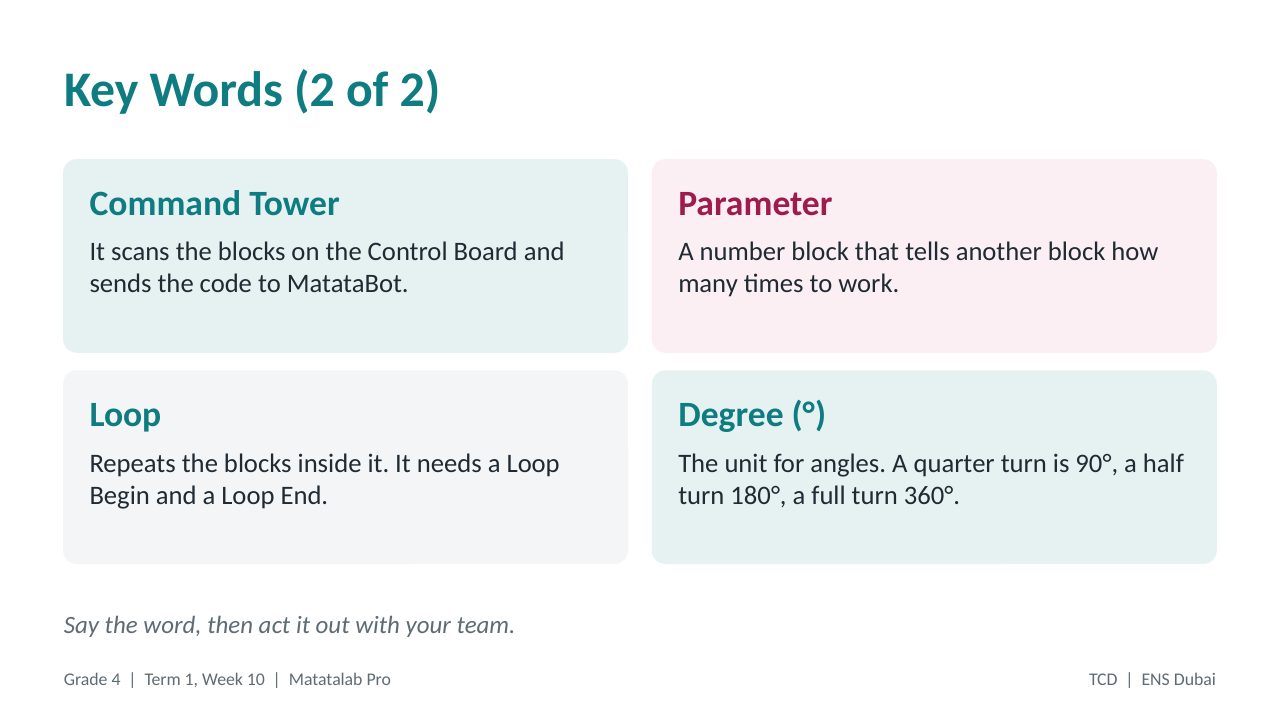 Key Words (2 of 2)
Command Tower
It scans the blocks on the Control Board and
sends the code to MatataBot.
Parameter
A number block that tells another block how
many times to work.
Loop
Repeats the blocks inside it. It needs a Loop
Begin and a Loop End.
Degree (°)
The unit for angles. A quarter turn is 90°, a half
turn 180°, a full turn 360°.
Say the word, then act it out with your team.
Grade 4 | Term 1, Week 10 | Matatalab Pro
TCD | ENS Dubai